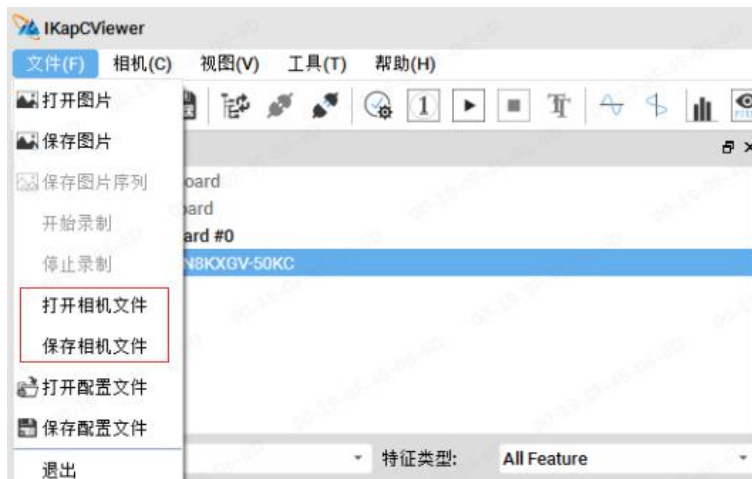 IKapCViewer
文件(F) 相机(C) 视图(V) 工具(T) 帮助(H)
打开图片
保存图片
保存图片序列
oard
开始录制
ard
ard #0
停止录制
N8KXGV-50KC
打开相机文件
保存相机文件
打开配置文件
保存配置文件
退出
特征类型: All Feature